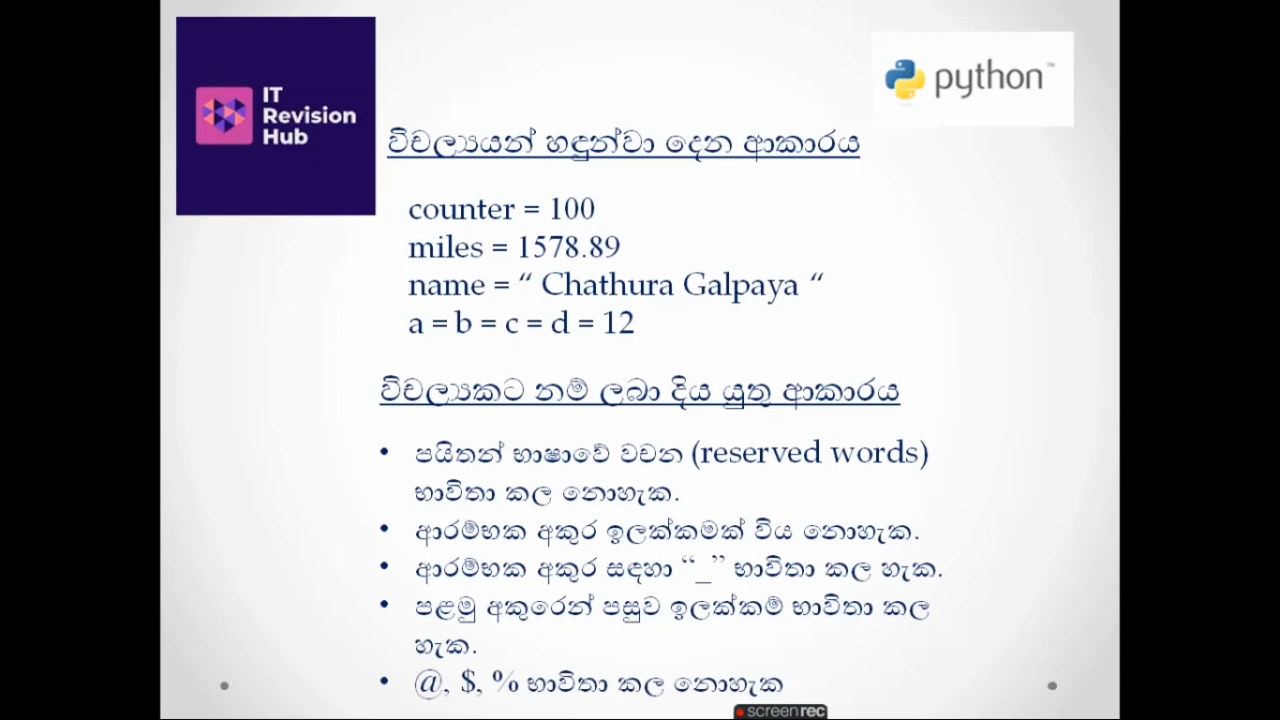 IT
Revision
Hub
python™
විචල්‍යයන් හඳුන්වා දෙන ආකාරය
counter = 100
miles = 1578.89
name = “ Chathura Galpaya “
a = b = c = d = 12
විචල්‍යකට නම් ලබා දිය යුතු ආකාරය
• පයිතන් භාෂාවේ වචන (reserved words)
භාවිතා කල නොහැක.
• ආරම්භක අකුර ඉලක්කමක් විය නොහැක.
• ආරම්භක අකුර සඳහා “_” භාවිතා කල හැක.
• පළමු අකුරෙන් පසුව ඉලක්කම් භාවිතා කල
හැක.
• @, $, % භාවිතා කල නොහැක
screenrec